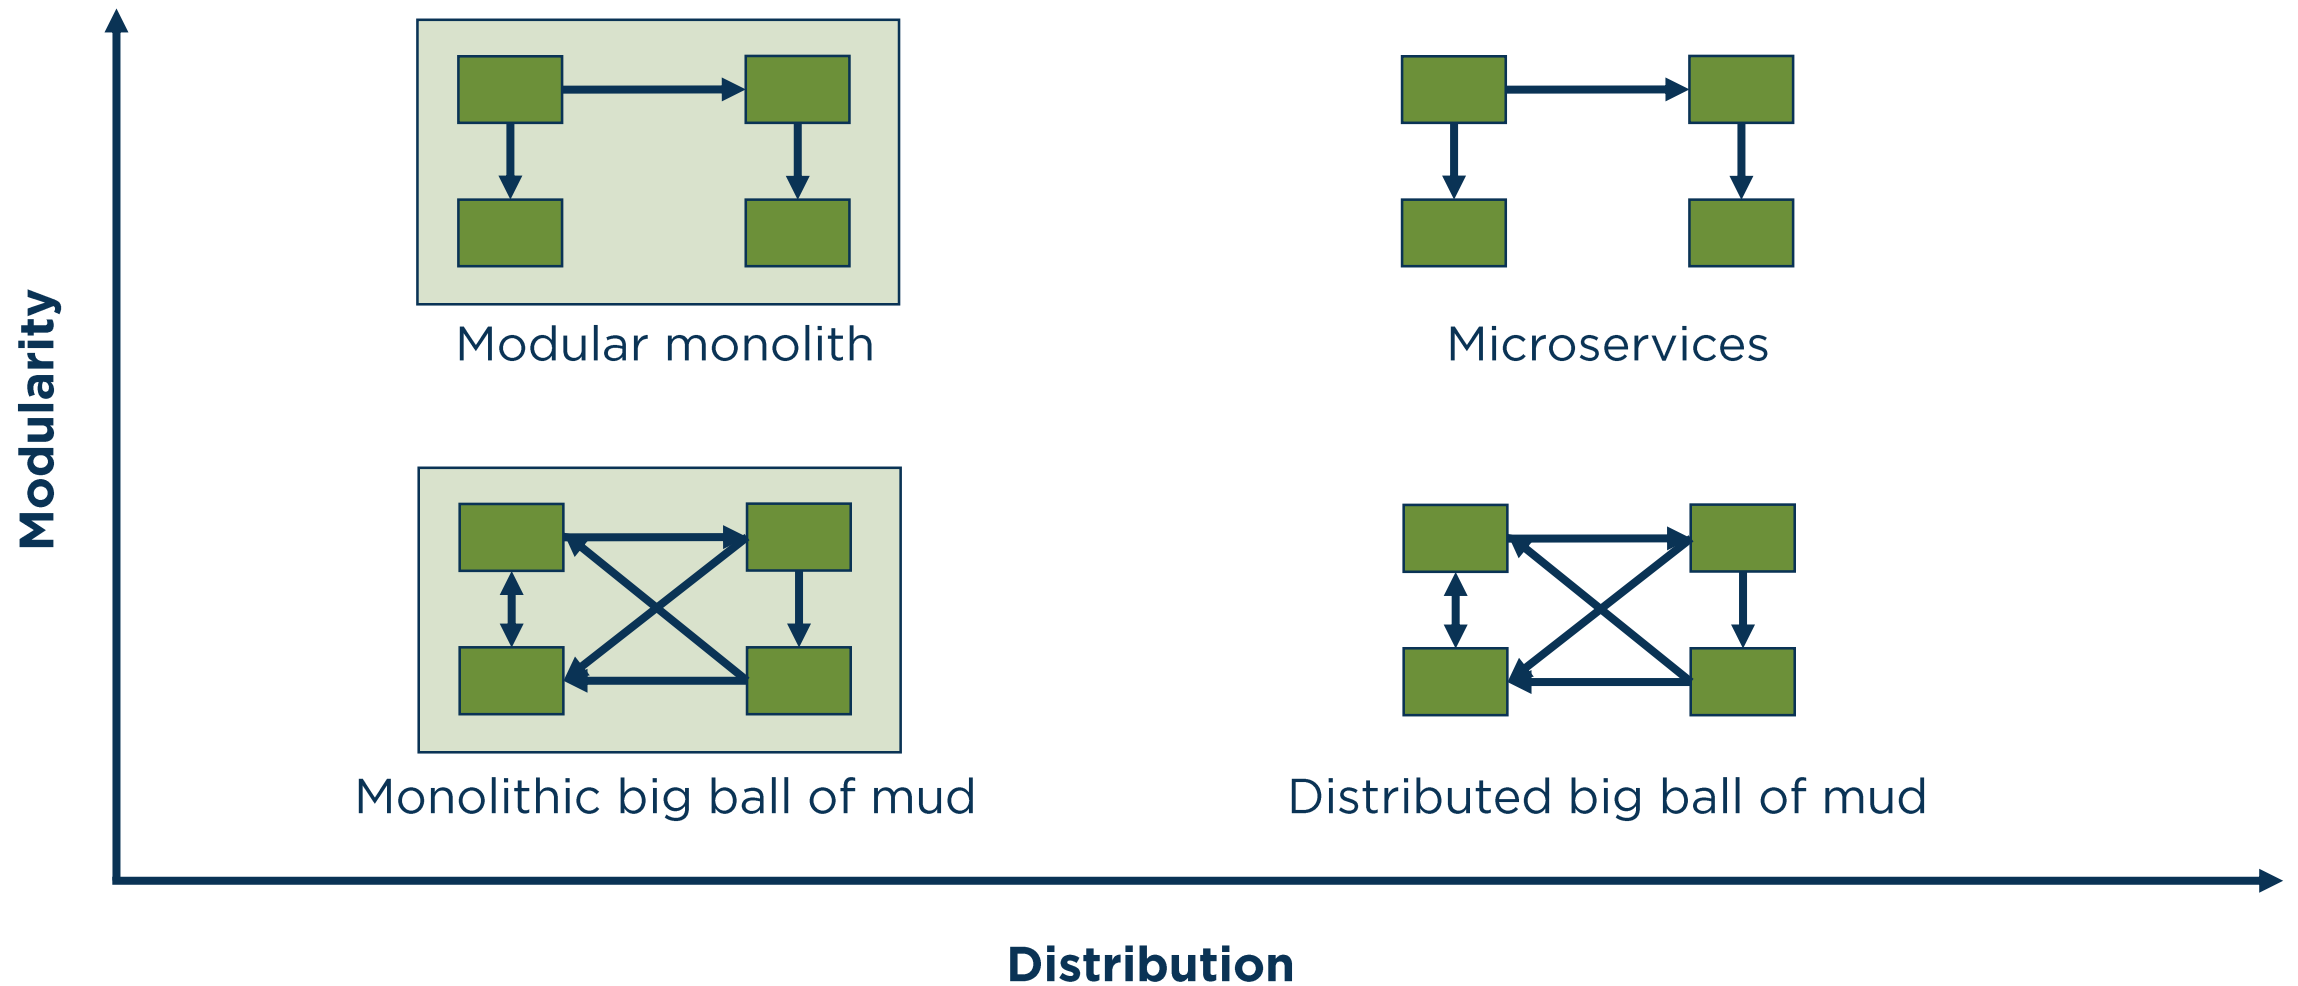 Modularity
Modular monolith
Microservices
Monolithic big ball of mud
Distributed big ball of mud
Distribution